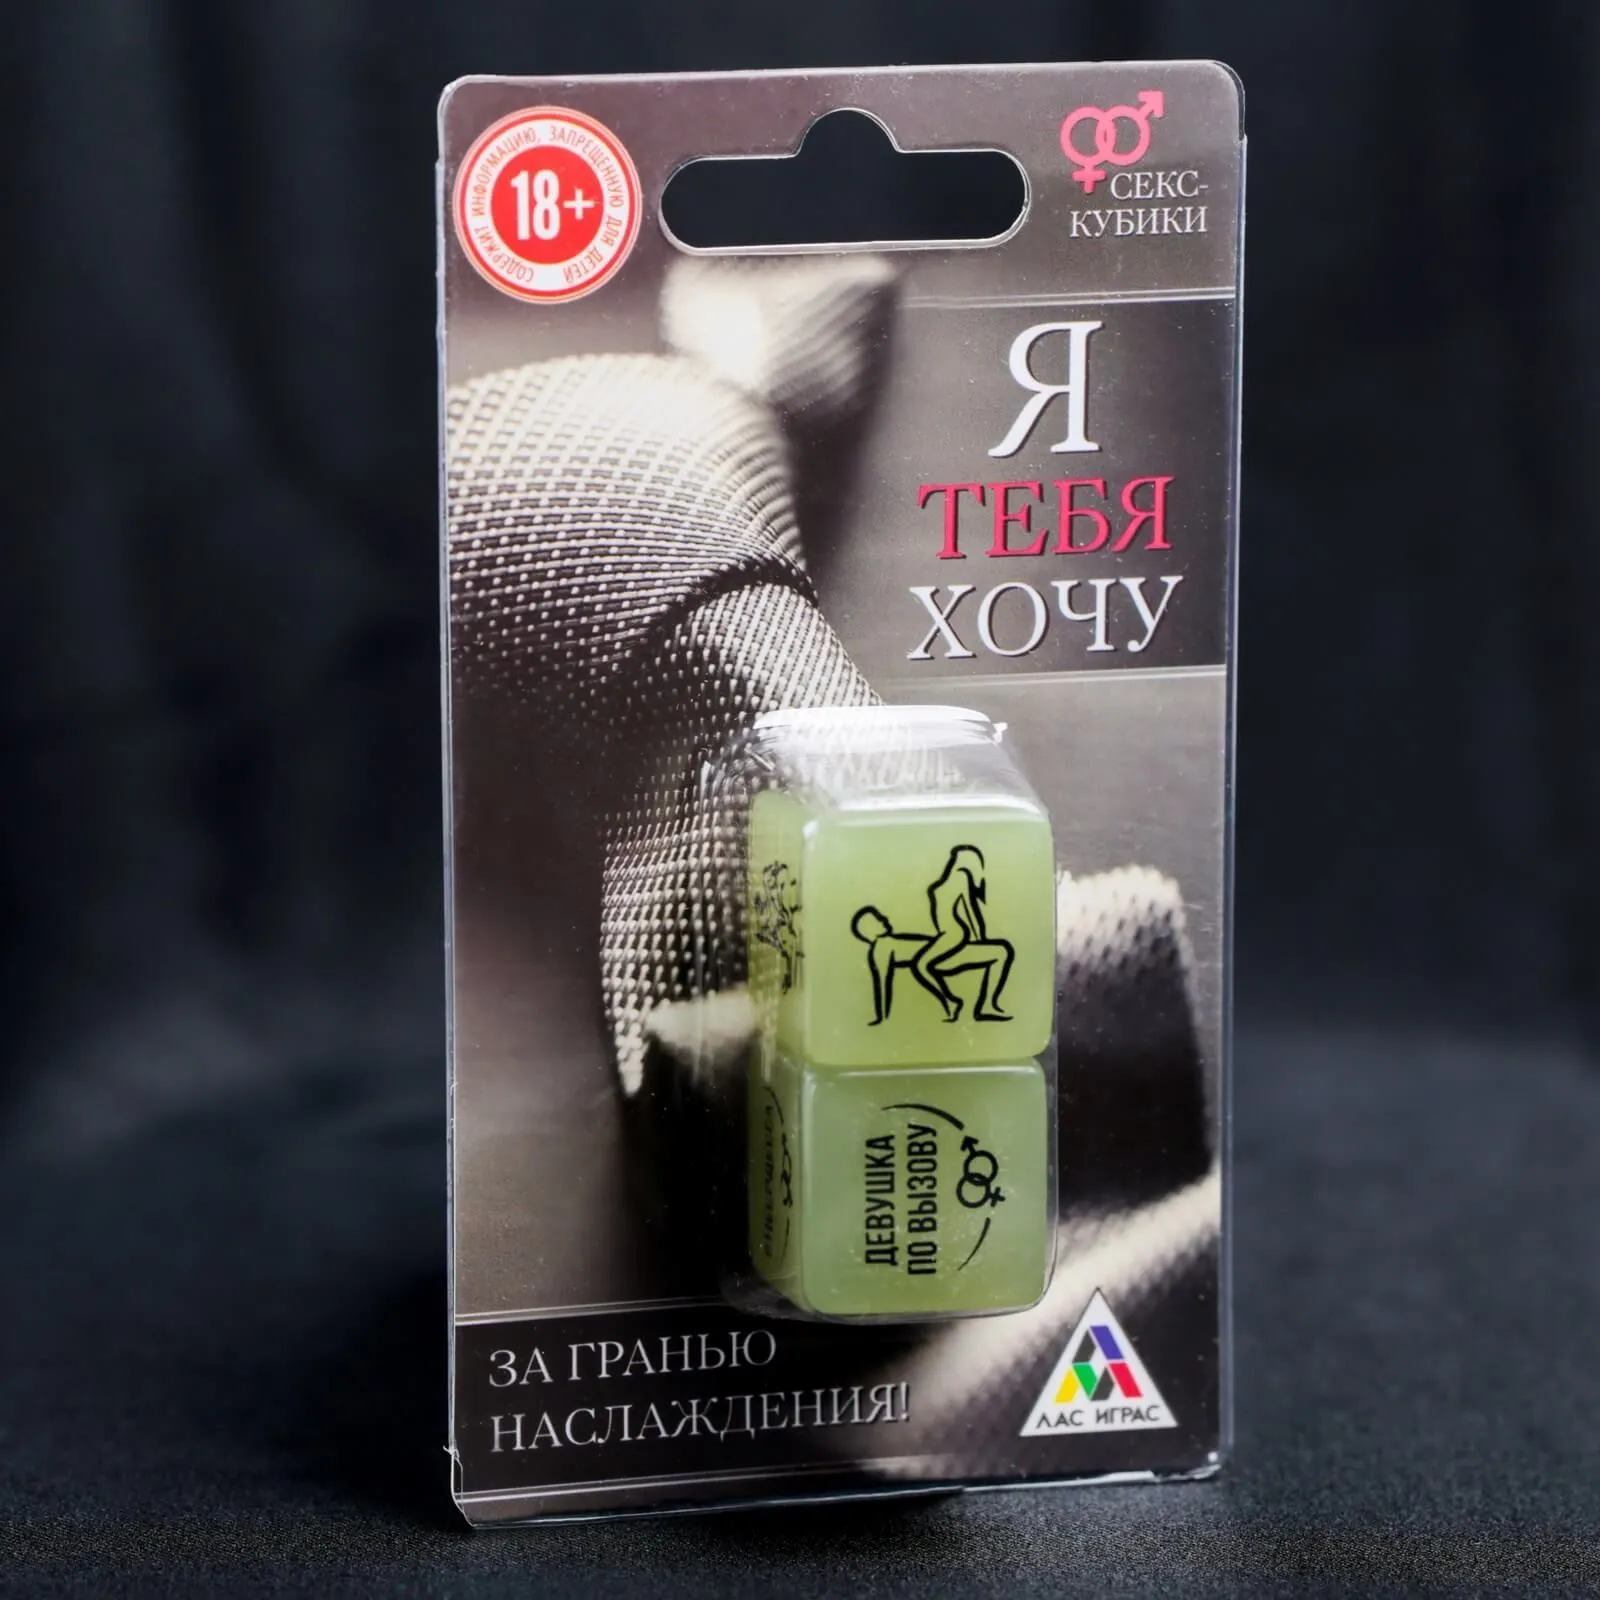 СОДЕРЖИТ ИНФОРМАЦИЮ, ЗАПРЕЩЕННУЮ ДЛЯ ДЕТЕЙ
18+
СЕКС-
КУБИКИ
Я
ТЕБЯ
ХОЧУ
ДЕВУШКА
ПО ВЫЗОВУ
ЗА ГРАНЬЮ
НАСЛАЖДЕНИЯ!
ЛАС ИГРАС